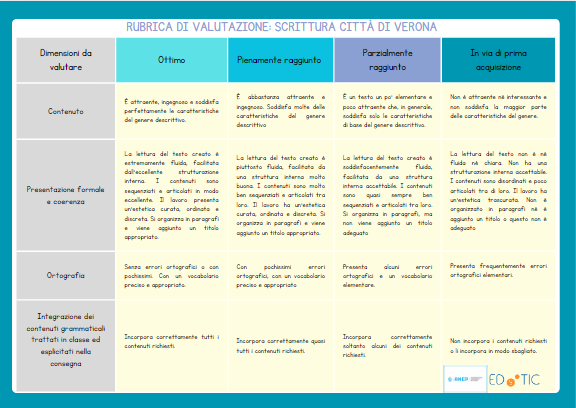 RUBRICA DI VALUTAZIONE: SCRITTURA CITTÀ DI VERONA
Dimensioni da
valutare
Ottimo
Pienamente raggiunto
Parzialmente
raggiunto
In via di prima
acquisizione
Contenuto
È attraente, ingegnoso e soddisfa
perfettamente le caratteristiche
del genere descrittivo.
È abbastanza attraente e
ingegnoso. Soddisfa molte delle
caratteristiche del genere
descrittivo
È un testo un po' elementare e
poco attraente che, in generale,
soddisfa solo le caratteristiche
di base del genere descrittivo.
Non è attraente né interessante e
non soddisfa la maggior parte
delle caratteristiche del genere.
Presentazione formale
e coerenza
La lettura del testo creato è
estremamente fluida, facilitata
dall'eccellente strutturazione
interna. I contenuti sono
sequenziati e articolati in modo
eccellente. Il lavoro presenta
un'estetica curata, ordinata e
discreta. Si organizza in paragrafi
e viene aggiunto un titolo
appropriato.
La lettura del testo creato è
piuttosto fluida, facilitata da
una struttura interna molto
buona. I contenuti sono molto
ben sequenziati e articolati tra
loro. Il lavoro ha un'estetica
curata, ordinata e discreta. Si
organizza in paragrafi e viene
aggiunto un titolo appropriato.
La lettura del testo creato è
soddisfacentemente fluida,
facilitata da una struttura
interna accettabile. I contenuti
sono quasi sempre ben
sequenziati e articolati tra loro.
Si organizza in paragrafi, ma
non viene aggiunto un titolo
adeguato
La lettura del testo non è né
fluida né chiara. Non ha una
strutturazione interna accettabile.
I contenuti sono disordinati e poco
articolati tra di loro. Il lavoro ha
un'estetica trascurata. Non è
organizzato in paragrafi né è
aggiunto un titolo o questo non è
adeguato
Ortografia
Senza errori ortografici o con
pochissimi. Con un vocabolario
preciso e appropriato.
Con pochissimi errori
ortografici, con un vocabolario
preciso e appropriato
Presenta alcuni errori
ortografici e un vocabolario
elementare.
Presenta frequentemente errori
ortografici elementari.
Integrazione dei
contenuti grammaticali
trattati in classe ed
esplicitati nella
consegna
Incorpora correttamente tutti i
contenuti richiesti.
Incorpora correttamente quasi
tutti i contenuti richiesti.
Incorpora correttamente
soltanto alcuni dei contenuti
richiesti.
Non incorpora i contenuti richiesti
o li incorpora in modo sbagliato.
EDOTIC